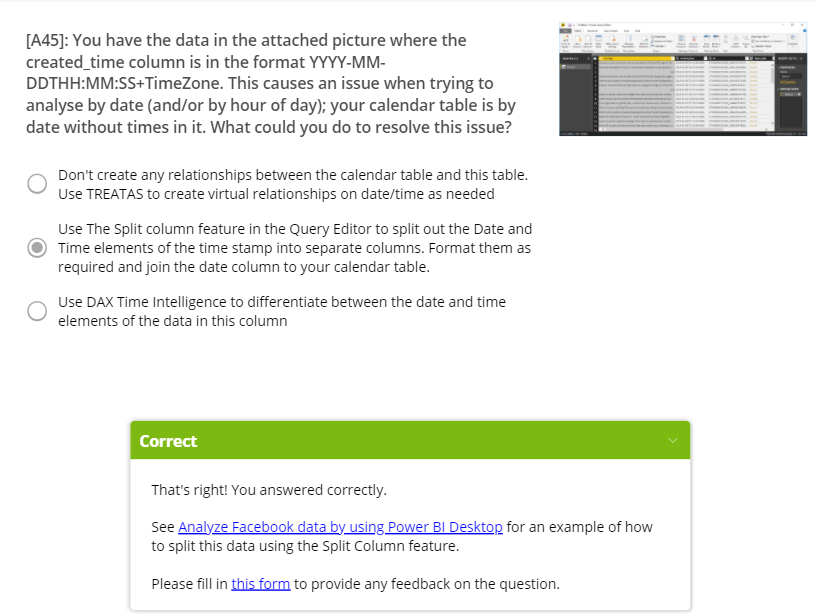 [A45]: You have the data in the attached picture where the
created_time column is in the format YYYY-MM-
DDTHH:MM:SS+TimeZone. This causes an issue when trying to
analyse by date (and/or by hour of day); your calendar table is by
date without times in it. What could you do to resolve this issue?
Don't create any relationships between the calendar table and this table.
Use TREATAS to create virtual relationships on date/time as needed
Use The Split column feature in the Query Editor to split out the Date and
Time elements of the time stamp into separate columns. Format them as
required and join the date column to your calendar table.
Use DAX Time Intelligence to differentiate between the date and time
elements of the data in this column
Correct
That's right! You answered correctly.
See Analyze Facebook data by using Power BI Desktop for an example of how
to split this data using the Split Column feature.
Please fill in this form to provide any feedback on the question.